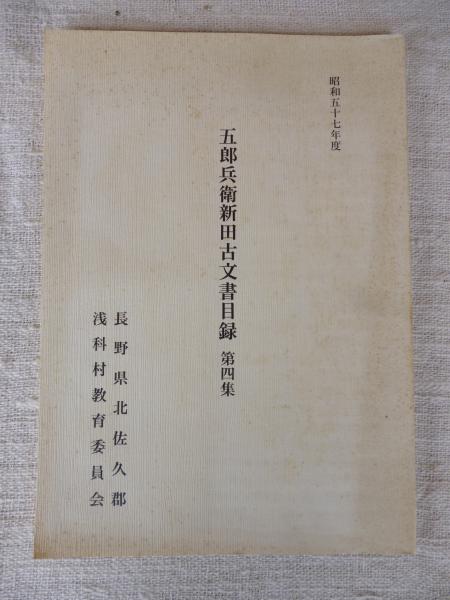 昭和五十七年度
五郎兵衛新田古文書目録 第四集
長野県北佐久郡
浅科村教育委員会